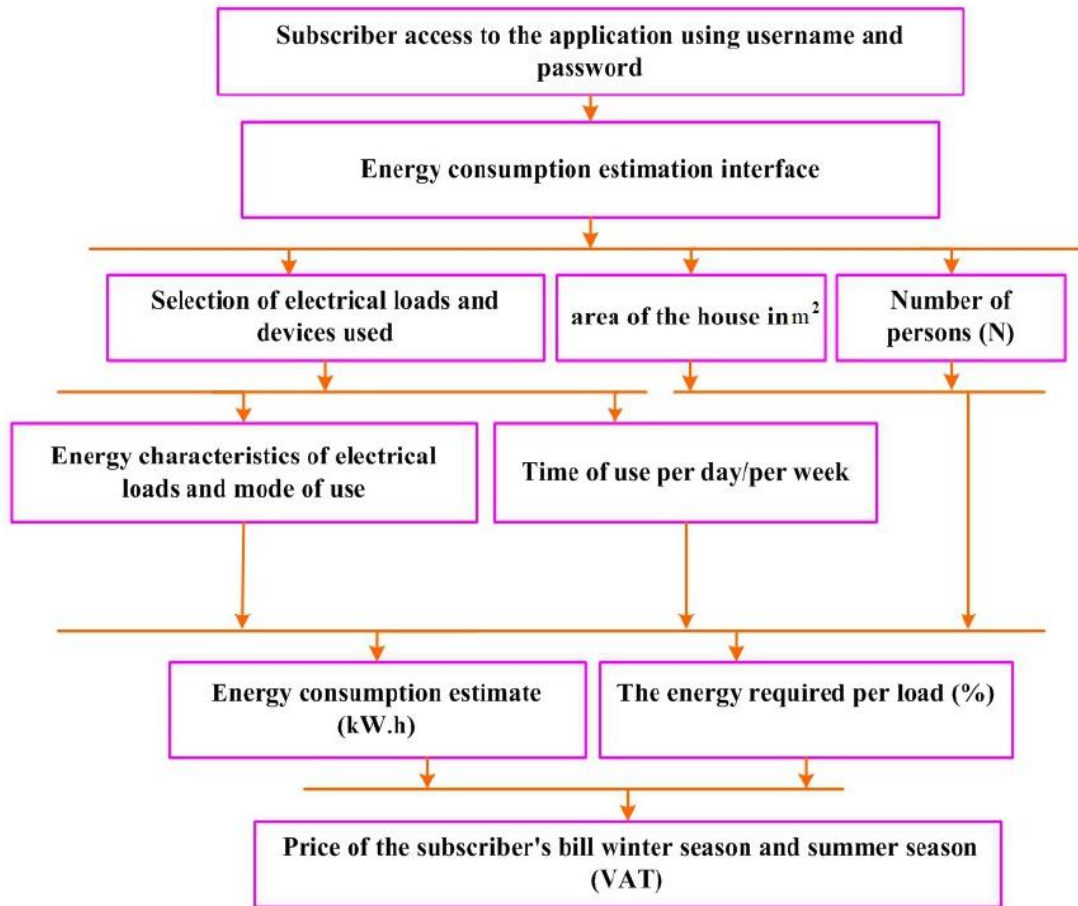 Subscriber access to the application using username and
password
Energy consumption estimation interface
Selection of electrical loads and
devices used
area of the house in m²
Number of
persons (N)
Energy characteristics of electrical
loads and mode of use
Time of use per day/per week
Energy consumption estimate
(kW.h)
The energy required per load (%)
Price of the subscriber's bill winter season and summer season
(VAT)